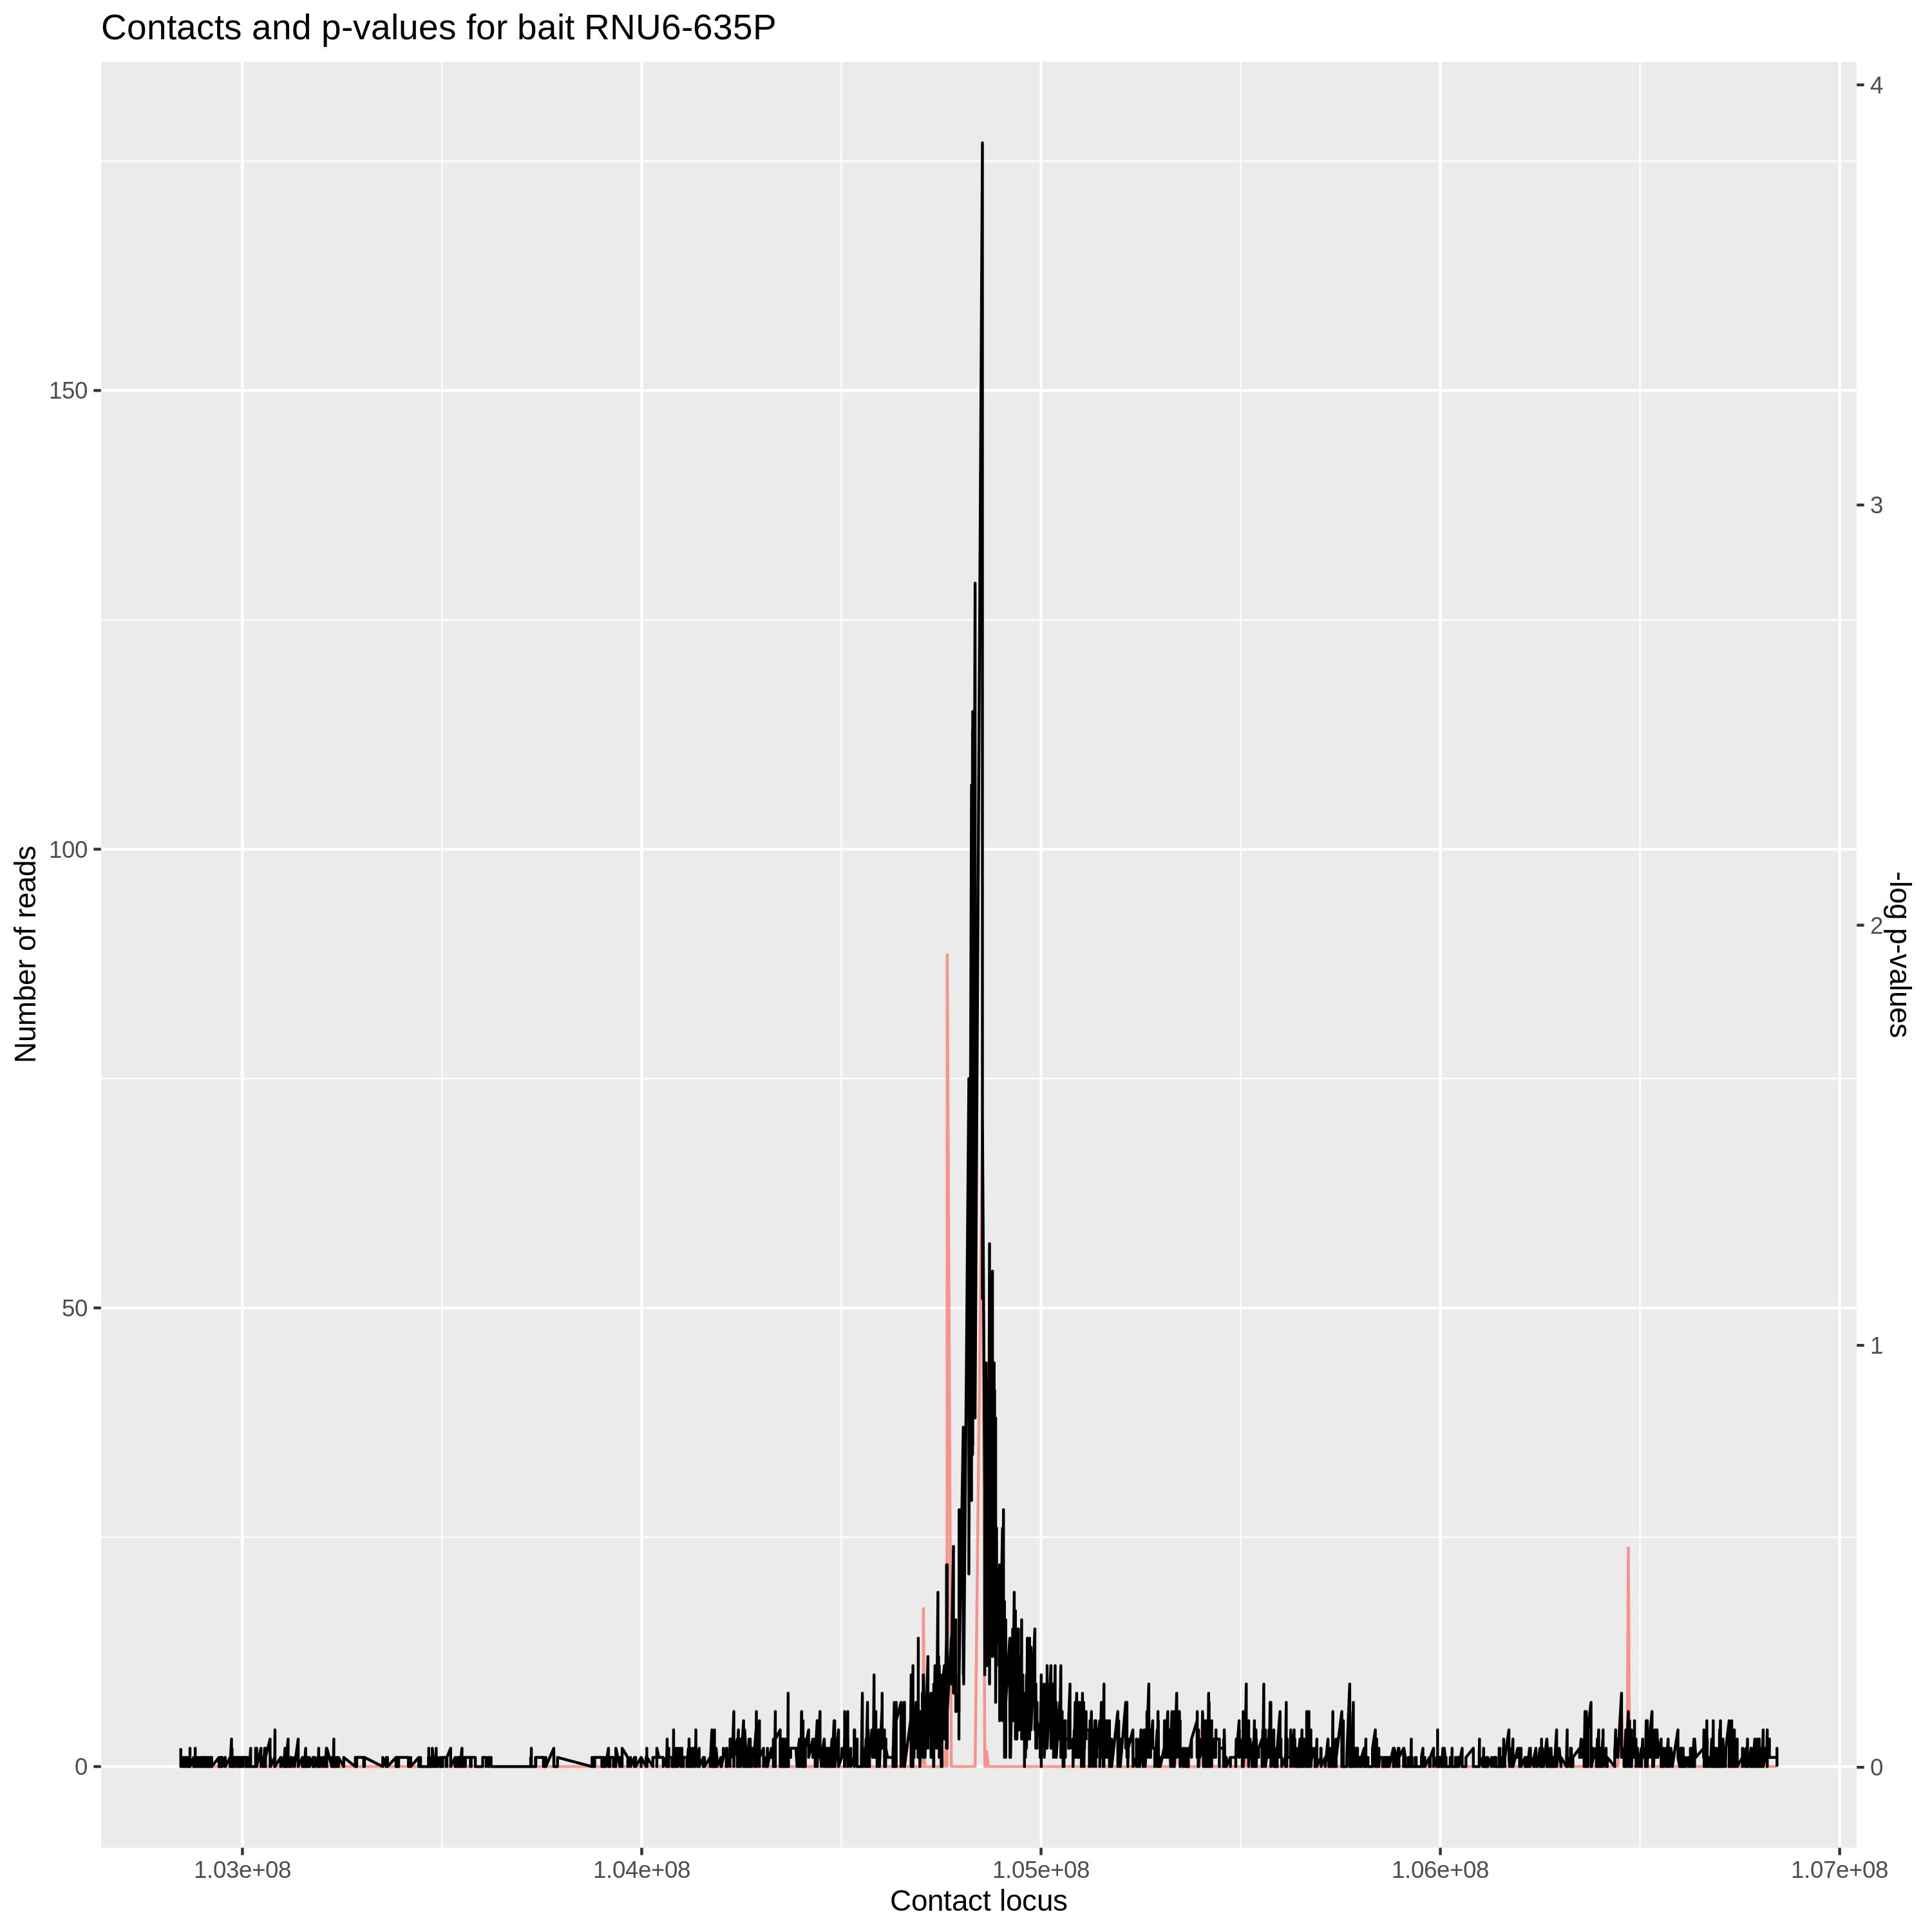 Contacts and p-values for bait RNU6-635P
Number of reads
150
100
50
0
4
3
2
1
0
-log p-values
1.03e+08 1.04e+08 1.05e+08 1.06e+08 1.07e+08
Contact locus